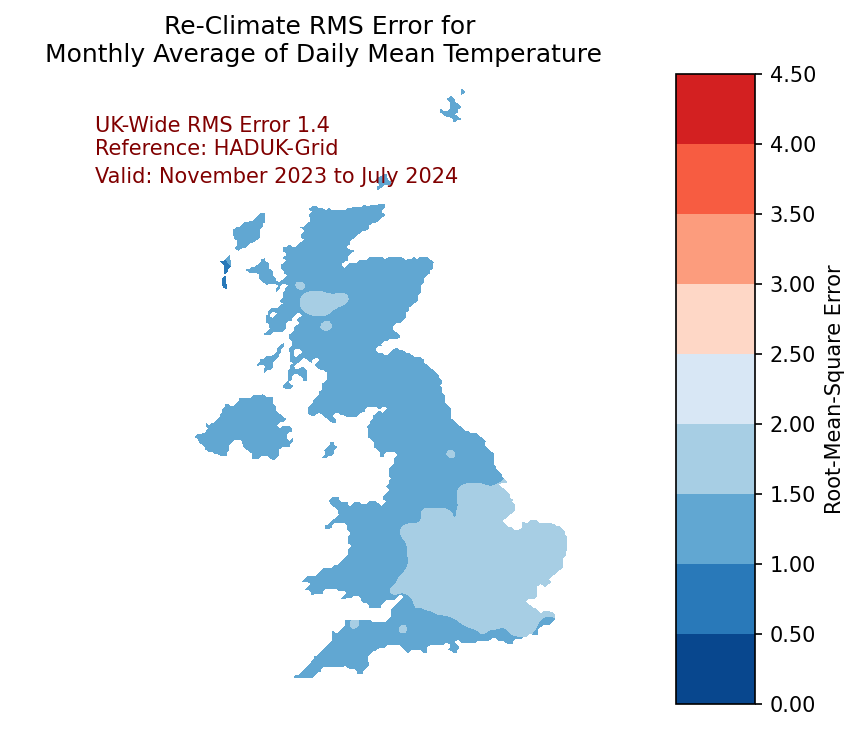 Re-Climate RMS Error for
Monthly Average of Daily Mean Temperature
UK-Wide RMS Error 1.4
Reference: HADUK-Grid
Valid: November 2023 to July 2024
4.50
4.00
3.50
3.00
2.50
2.00
1.50
1.00
0.50
0.00
Root-Mean-Square Error